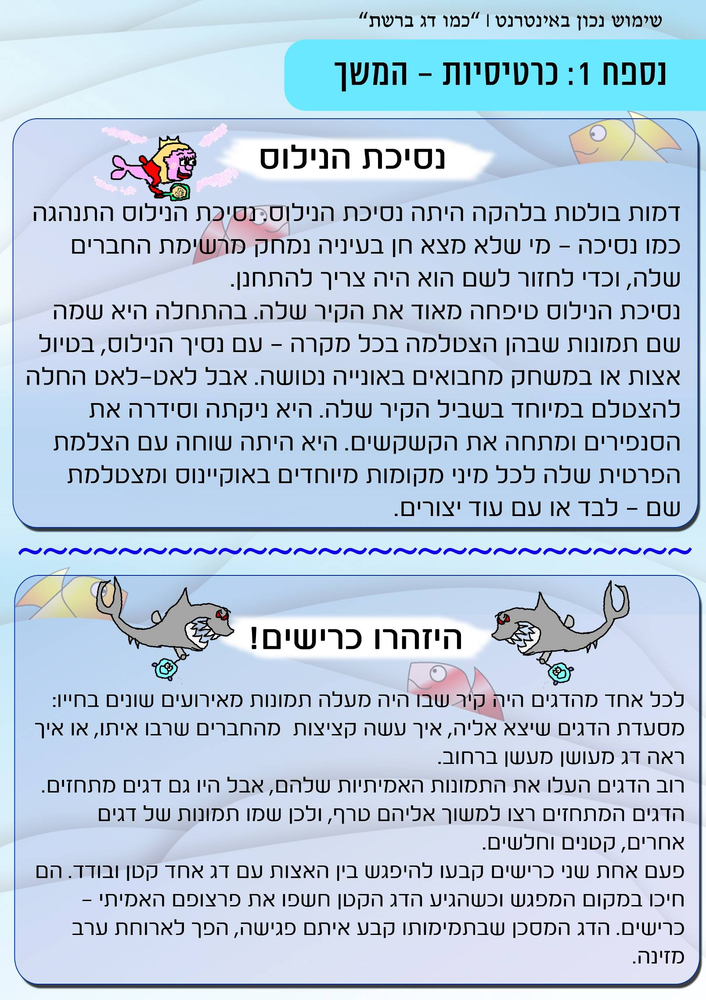 שימוש נכון באינטרנט | "כמו דג ברשת"
נספח 1: כרטיסיות - המשך
נסיכת הנילוס
דמות בולטת בלהקה היתה נסיכת הנילוס. נסיכת הנילוס התנהגה
כמו נסיכה - מי שלא מצא חן בעיניה נמחק מרשימת החברים
שלה, וכדי לחזור לשם הוא היה צריך להתחנן.
נסיכת הנילוס טיפחה מאוד את הקיר שלה. בהתחלה היא שמה
שם תמונות שבהן הצטלמה בכל מקרה - עם נסיך הנילוס, בטיול
אצות או במשחק מחבואים באונייה נטושה. אבל לאט-לאט החלה
להצטלם במיוחד בשביל הקיר שלה. היא ניקתה וסידרה את
הסנפירים ומתחה את הקשקשים. היא היתה שוחה עם הצלמת
הפרטית שלה לכל מיני מקומות מיוחדים באוקיינוס ומצטלמת
שם - לבד או עם עוד יצורים.
~~~~~~~~~~~~~~~~~~~~~~~~~~~
היזהרו כרישים!
לכל אחד מהדגים היה קיר שבו היה מעלה תמונות מאירועים שונים בחייו:
מסעדת הדגים שיצא אליה, איך עשה קציצות  מהחברים שרבו איתו, או איך
ראה דג מעושן מעשן ברחוב.
רוב הדגים העלו את התמונות האמיתיות שלהם, אבל היו גם דגים מתחזים.
הדגים המתחזים רצו למשוך אליהם טרף, ולכן שמו תמונות של דגים
אחרים, קטנים וחלשים.
פעם אחת שני כרישים קבעו להיפגש בין האצות עם דג אחד קטן ובודד. הם
חיכו במקום המפגש וכשהגיע הדג הקטן חשפו את פרצופם האמיתי -
כרישים. הדג המסכן שבתמימותו קבע איתם פגישה, הפך לארוחת ערב
מזינה.